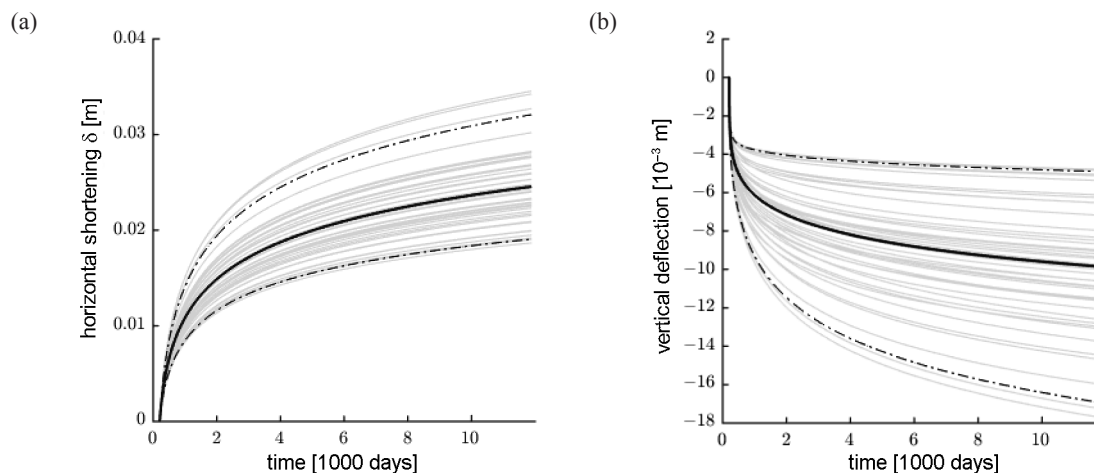 (a)
0.04
0.03
0.02
0.01
0
0 2 4 6 8 10
horizontal shortening δ [m]
time [1000 days]
(b)
2
0
−2
−4
−6
−8
−10
−12
−14
−16
−18
0 2 4 6 8 10
vertical deflection [10⁻³ m]
time [1000 days]